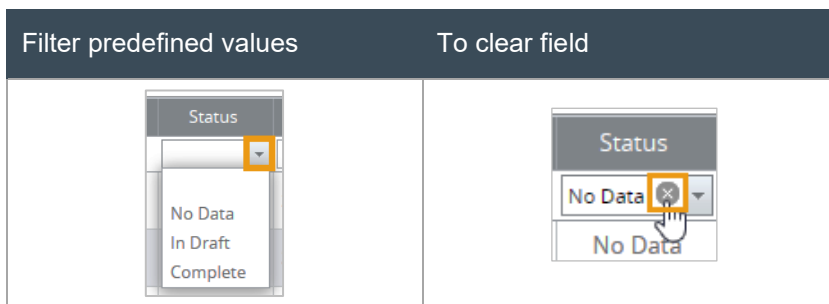 Filter predefined values
To clear field
Status
No Data
In Draft
Complete
Status
No Data
No Data